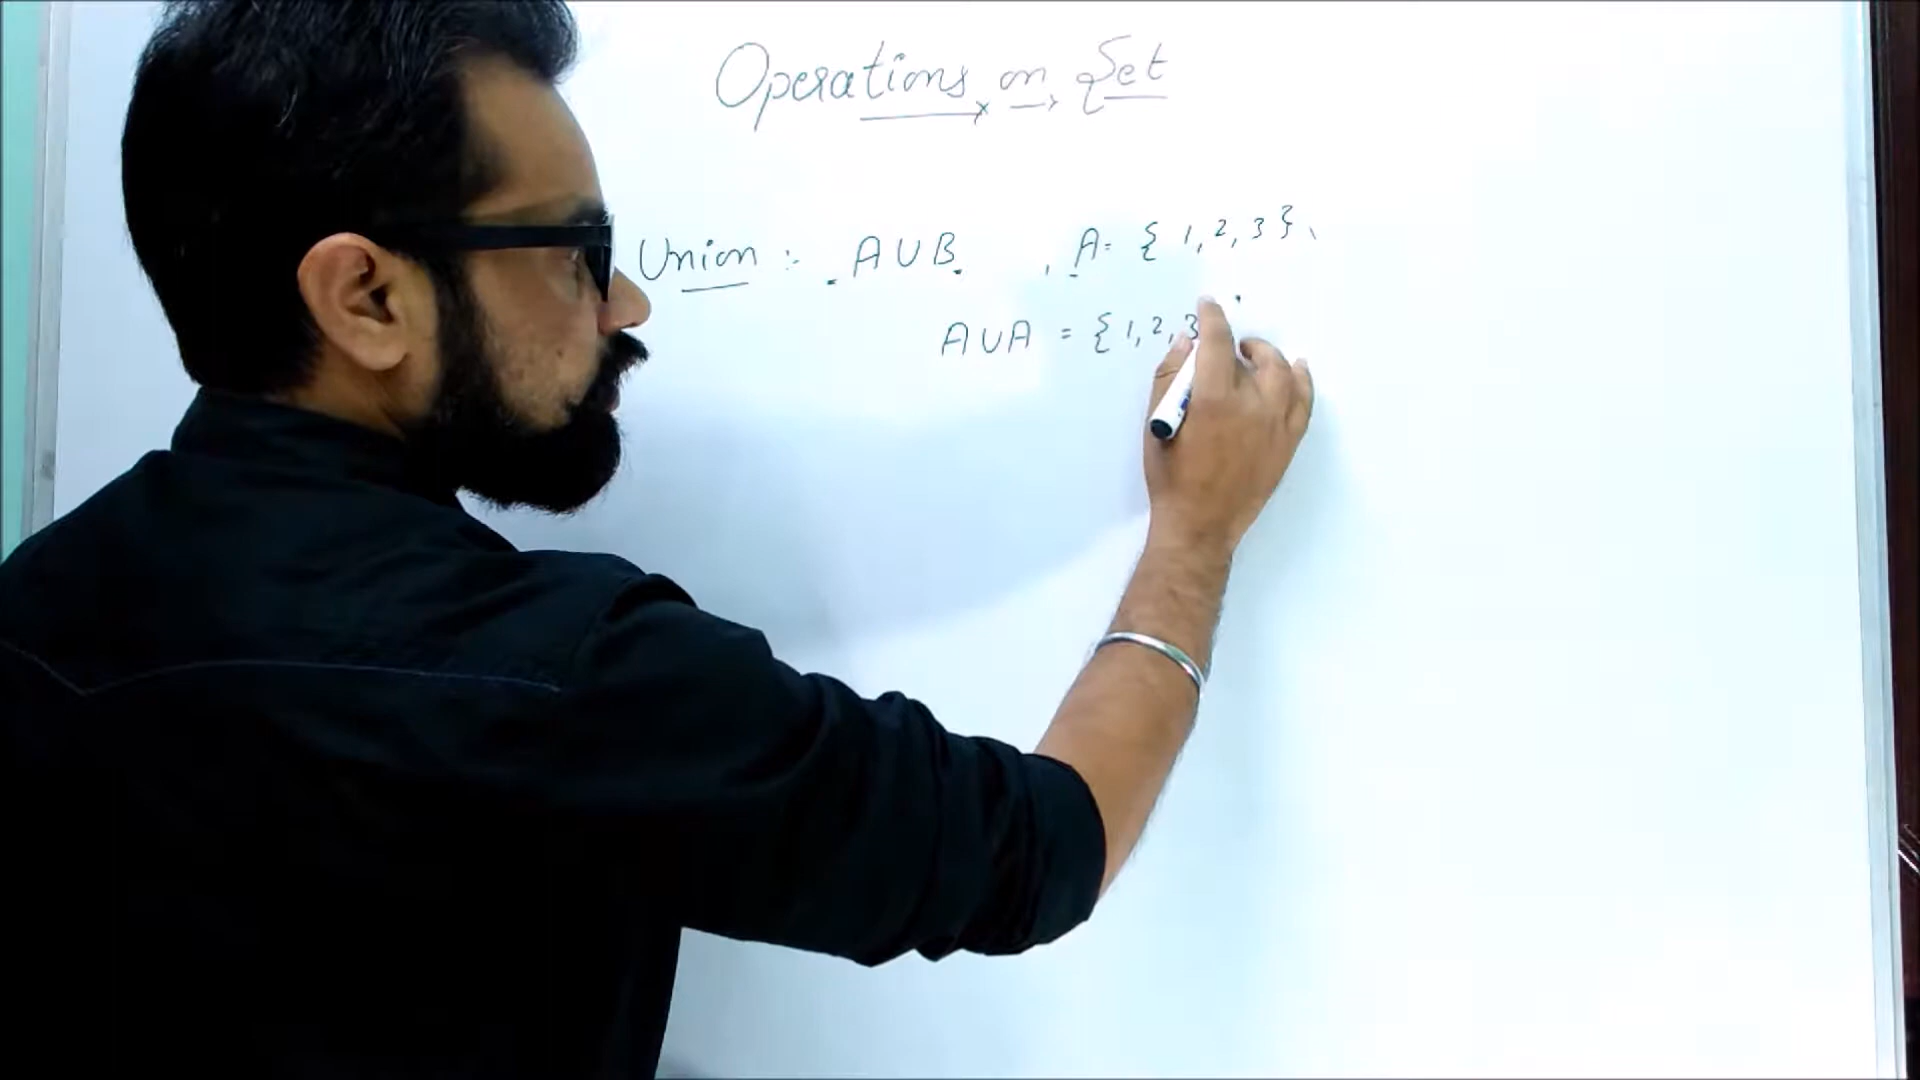 Operations on Set
Union :- A∪B , A= {1,2,3},
A∪A = {1,2,3